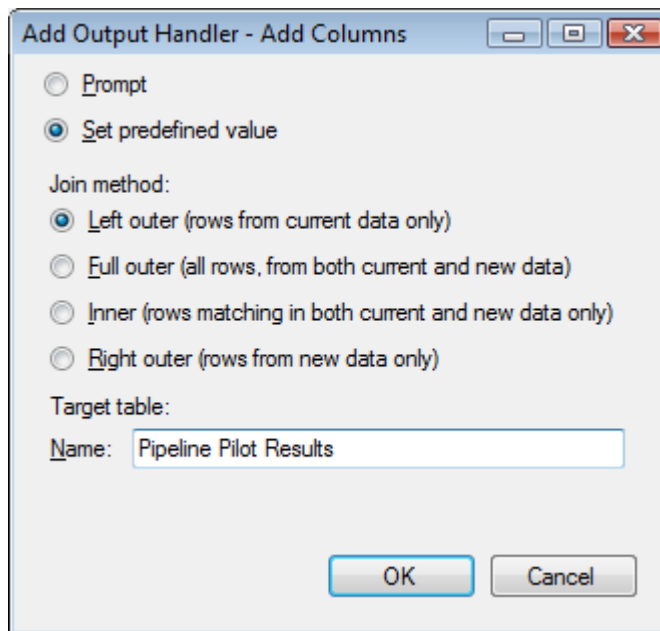 Add Output Handler - Add Columns
Prompt
Set predefined value
Join method:
Left outer (rows from current data only)
Full outer (all rows, from both current and new data)
Inner (rows matching in both current and new data only)
Right outer (rows from new data only)
Target table:
Name: Pipeline Pilot Results
OK Cancel